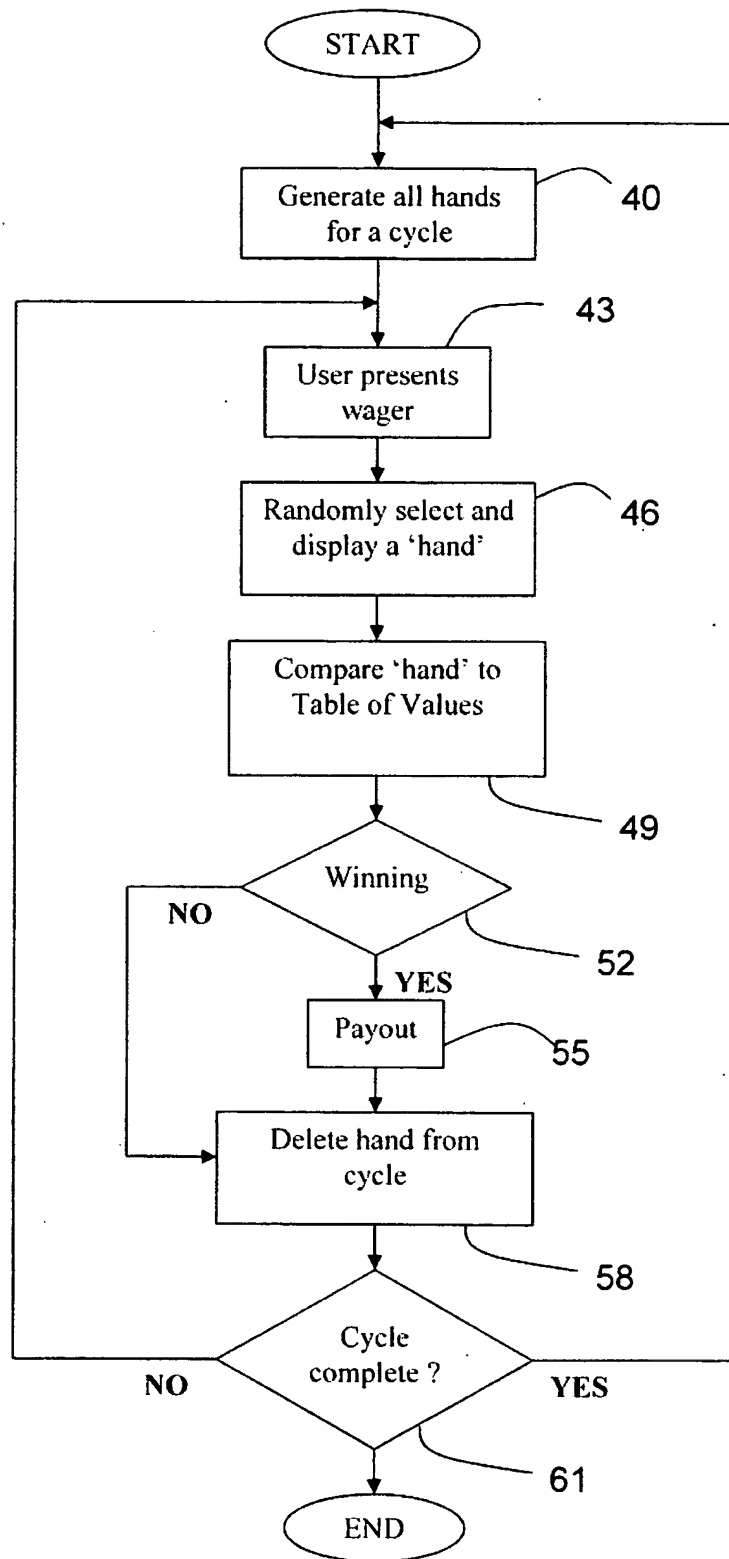 START
Generate all hands
for a cycle
40
43
User presents
wager
Randomly select and
display a ‘hand’
46
Compare ‘hand’ to
Table of Values
49
Winning
NO
52
YES
Payout
55
Delete hand from
cycle
58
Cycle
complete ?
NO
YES
61
END